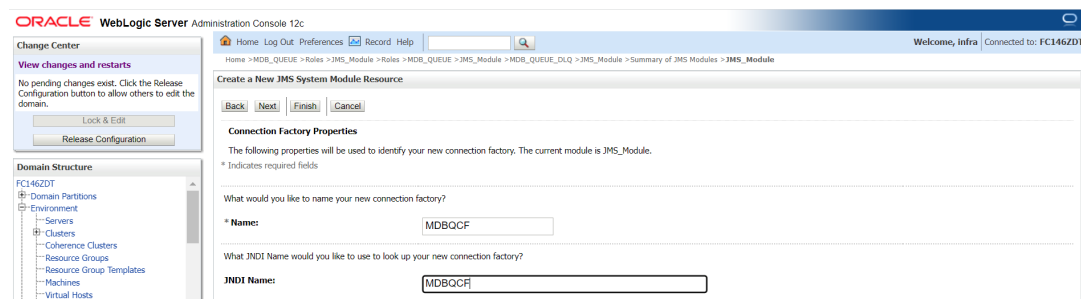 ORACLE WebLogic Server Administration Console 12c
Change Center
View changes and restarts
No pending changes exist. Click the Release
Configuration button to allow others to edit the
domain.
Lock & Edit
Release Configuration
Domain Structure
FC146ZDT
Domain Partitions
Environment
Servers
Clusters
Coherence Clusters
Resource Groups
Resource Group Templates
Machines
Virtual Hosts
Home Log Out Preferences Record Help
Welcome, infra Connected to: FC146ZDT
Home >MDB_QUEUE >Roles >JMS_Module >Roles >MDB_QUEUE >JMS_Module >MDB_QUEUE_DLQ >JMS_Module >Summary of JMS Modules >JMS_Module
Create a New JMS System Module Resource
Back Next Finish Cancel
Connection Factory Properties
The following properties will be used to identify your new connection factory. The current module is JMS_Module.
* Indicates required fields
What would you like to name your new connection factory?
* Name: MDBQCF
What JNDI Name would you like to use to look up your new connection factory?
JNDI Name: MDBQCF